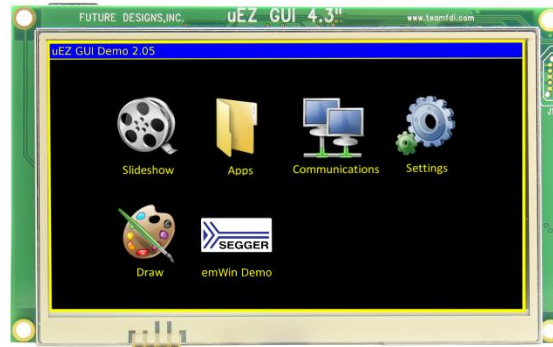 FUTURE DESIGNS,INC. uEZ GUI 4.3" www.teamfdi.com
uEZ GUI Demo 2.05
Slideshow Apps Communications Settings
SEGGER
Draw emWin Demo